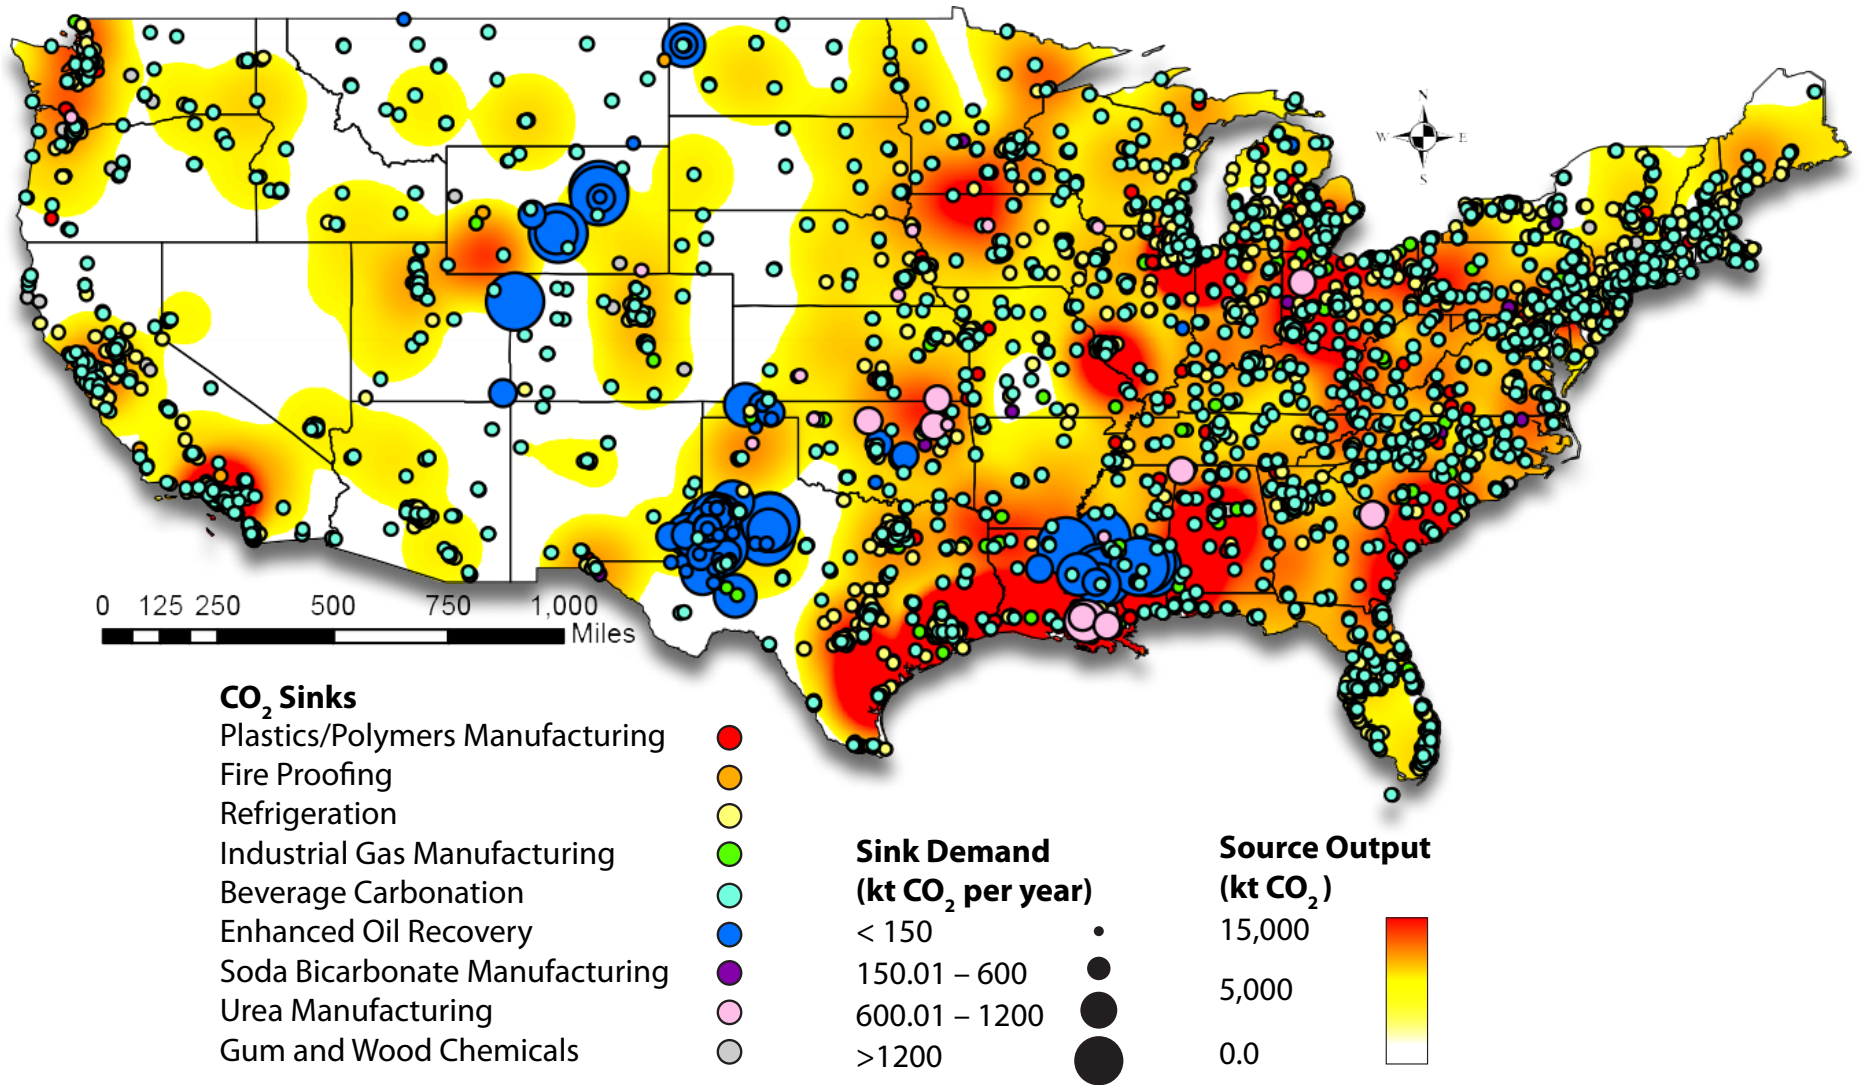 N
W E
S
0 125 250 500 750 1,000
Miles
CO2 Sinks
Plastics/Polymers Manufacturing
Fire Proofing
Refrigeration
Industrial Gas Manufacturing
Beverage Carbonation
Enhanced Oil Recovery
Soda Bicarbonate Manufacturing
Urea Manufacturing
Gum and Wood Chemicals
Sink Demand
(kt CO2 per year)
< 150
150.01 – 600
600.01 – 1200
>1200
Source Output
(kt CO2)
15,000
5,000
0.0